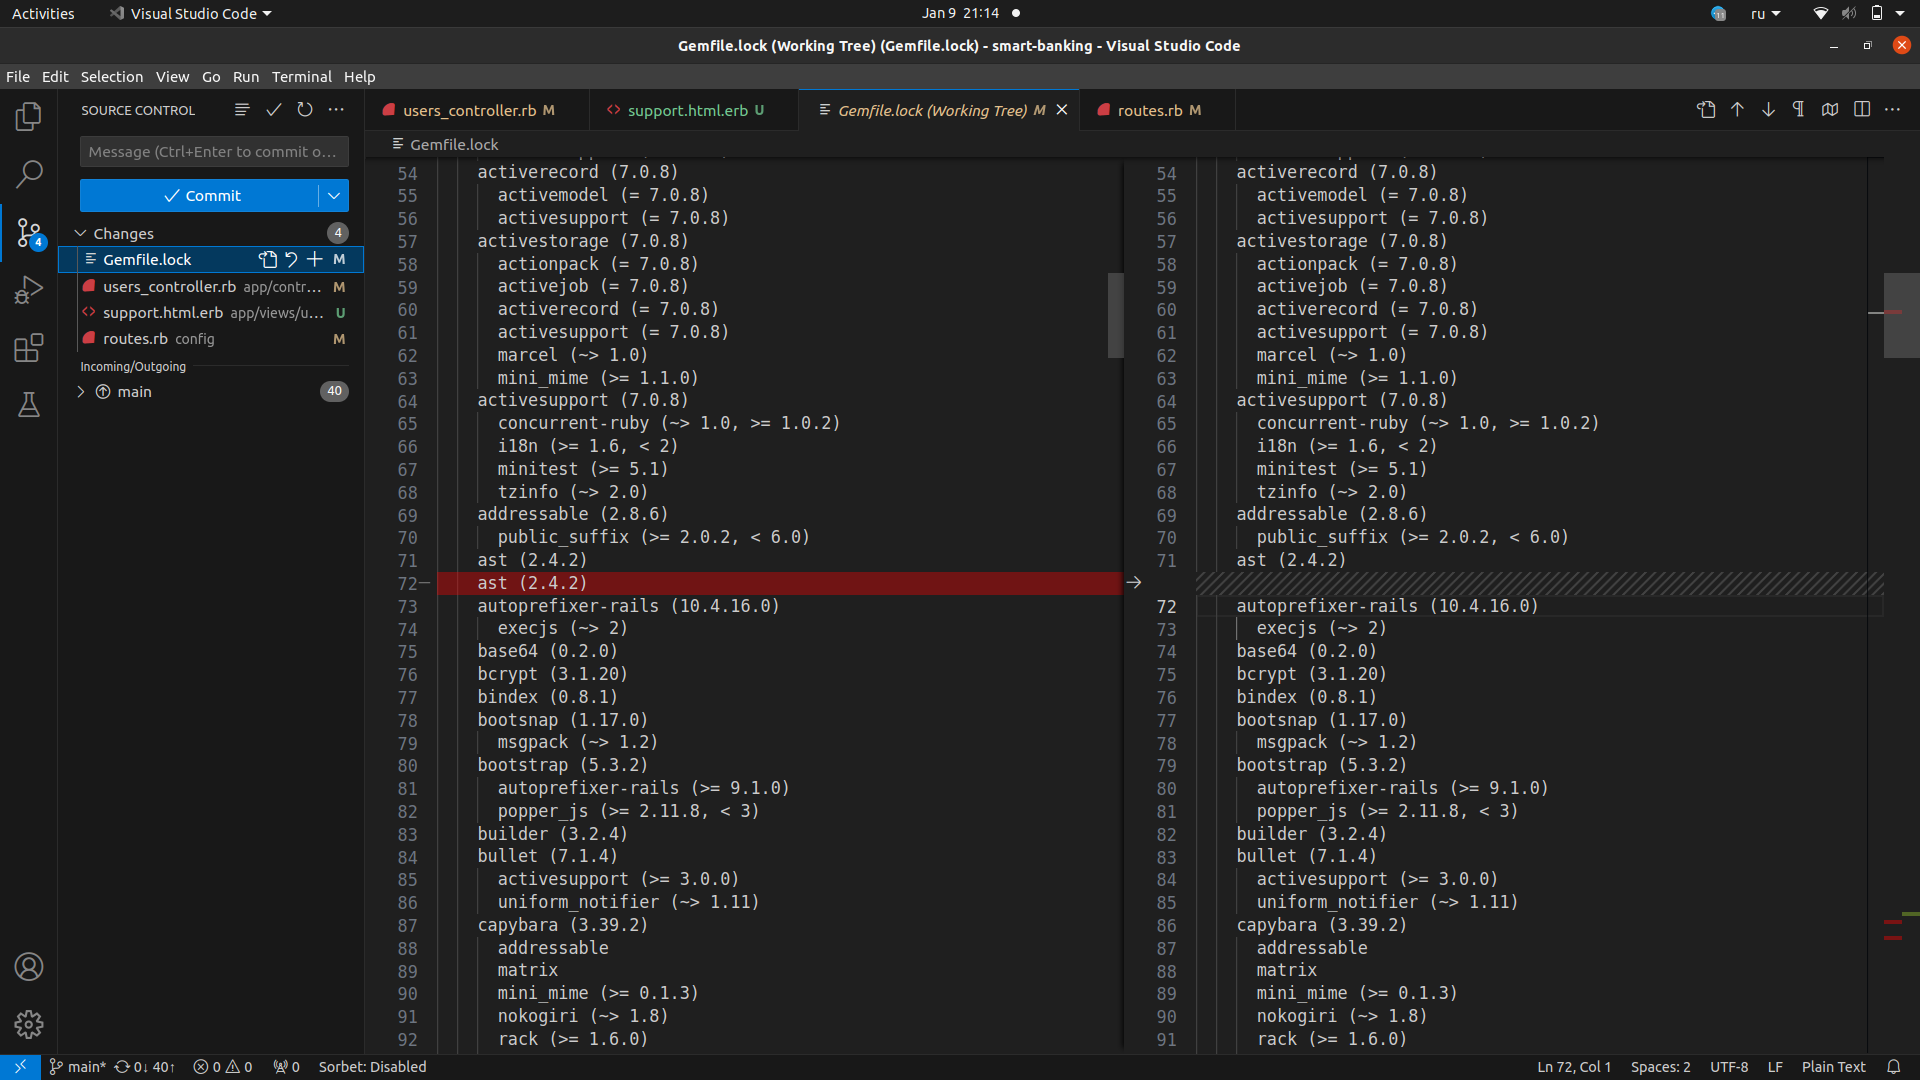 Activities
Visual Studio Code
Jan 9 21:14
ru
Gemfile.lock (Working Tree) (Gemfile.lock) - smart-banking - Visual Studio Code
File Edit Selection View Go Run Terminal Help
SOURCE CONTROL
Message (Ctrl+Enter to commit o...
Commit
Changes 4
4
Gemfile.lock M
users_controller.rb app/contr... M
support.html.erb app/views/u... U
routes.rb config M
Incoming/Outgoing
main 40
users_controller.rb M
support.html.erb U
Gemfile.lock (Working Tree) M
routes.rb M
Gemfile.lock
54 activerecord (7.0.8)
55 activemodel (= 7.0.8)
56 activesupport (= 7.0.8)
57 activestorage (7.0.8)
58 actionpack (= 7.0.8)
59 activejob (= 7.0.8)
60 activerecord (= 7.0.8)
61 activesupport (= 7.0.8)
62 marcel (~> 1.0)
63 mini_mime (>= 1.1.0)
64 activesupport (7.0.8)
65 concurrent-ruby (~> 1.0, >= 1.0.2)
66 i18n (>= 1.6, < 2)
67 minitest (>= 5.1)
68 tzinfo (~> 2.0)
69 addressable (2.8.6)
70 public_suffix (>= 2.0.2, < 6.0)
71 ast (2.4.2)
72− ast (2.4.2)
73 autoprefixer-rails (10.4.16.0)
74 execjs (~> 2)
75 base64 (0.2.0)
76 bcrypt (3.1.20)
77 bindex (0.8.1)
78 bootsnap (1.17.0)
79 msgpack (~> 1.2)
80 bootstrap (5.3.2)
81 autoprefixer-rails (>= 9.1.0)
82 popper_js (>= 2.11.8, < 3)
83 builder (3.2.4)
84 bullet (7.1.4)
85 activesupport (>= 3.0.0)
86 uniform_notifier (~> 1.11)
87 capybara (3.39.2)
88 addressable
89 matrix
90 mini_mime (>= 0.1.3)
91 nokogiri (~> 1.8)
92 rack (>= 1.6.0)
54 activerecord (7.0.8)
55 activemodel (= 7.0.8)
56 activesupport (= 7.0.8)
57 activestorage (7.0.8)
58 actionpack (= 7.0.8)
59 activejob (= 7.0.8)
60 activerecord (= 7.0.8)
61 activesupport (= 7.0.8)
62 marcel (~> 1.0)
63 mini_mime (>= 1.1.0)
64 activesupport (7.0.8)
65 concurrent-ruby (~> 1.0, >= 1.0.2)
66 i18n (>= 1.6, < 2)
67 minitest (>= 5.1)
68 tzinfo (~> 2.0)
69 addressable (2.8.6)
70 public_suffix (>= 2.0.2, < 6.0)
71 ast (2.4.2)
72 autoprefixer-rails (10.4.16.0)
73 execjs (~> 2)
74 base64 (0.2.0)
75 bcrypt (3.1.20)
76 bindex (0.8.1)
77 bootsnap (1.17.0)
78 msgpack (~> 1.2)
79 bootstrap (5.3.2)
80 autoprefixer-rails (>= 9.1.0)
81 popper_js (>= 2.11.8, < 3)
82 builder (3.2.4)
83 bullet (7.1.4)
84 activesupport (>= 3.0.0)
85 uniform_notifier (~> 1.11)
86 capybara (3.39.2)
87 addressable
88 matrix
89 mini_mime (>= 0.1.3)
90 nokogiri (~> 1.8)
91 rack (>= 1.6.0)
main* 0↓ 40↑ 0 0 0 Sorbet: Disabled
Ln 72, Col 1 Spaces: 2 UTF-8 LF Plain Text